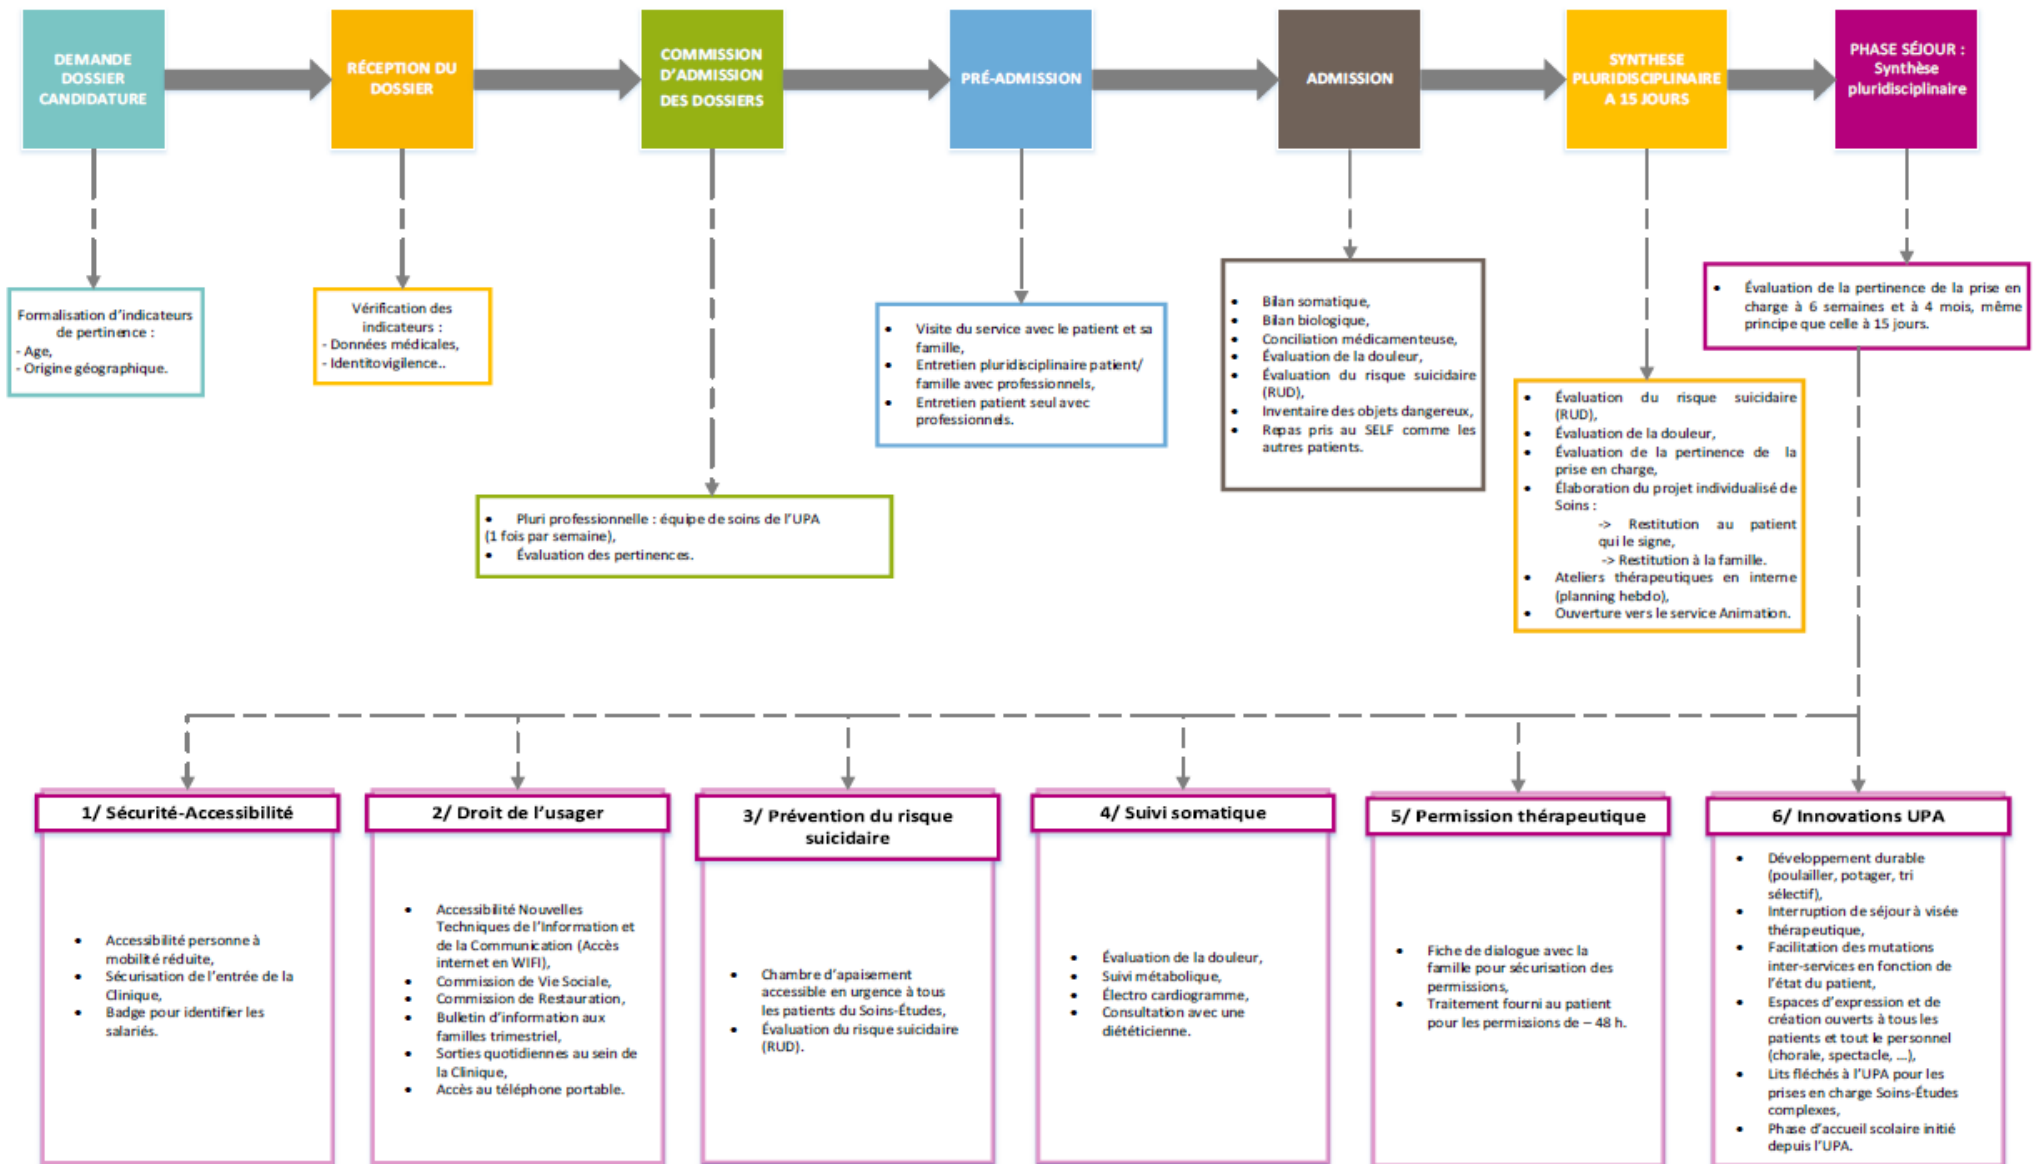 DEMANDE
DOSSIER
CANDIDATURE
RÉCEPTION DU
DOSSIER
COMMISSION
D'ADMISSION
DES DOSSIERS
PRÉ-ADMISSION
ADMISSION
SYNTHESE
PLURIDISCIPLINAIRE
A 15 JOURS
PHASE SÉJOUR :
Synthèse
pluridisciplinaire
Formalisation d'indicateurs
de pertinence :
- Age,
- Origine géographique.
Vérification des
indicateurs :
- Données médicales,
- Identitovigilence..
• Pluri professionnelle : équipe de soins de l'UPA
(1 fois par semaine),
• Évaluation des pertinences.
• Visite du service avec le patient et sa
famille,
• Entretien pluridisciplinaire patient/
famille avec professionnels,
• Entretien patient seul avec
professionnels.
• Bilan somatique,
• Bilan biologique,
• Conciliation médicamenteuse,
• Évaluation de la douleur,
• Évaluation du risque suicidaire
(RUD),
• Inventaire des objets dangereux,
• Repas pris au SELF comme les
autres patients.
• Évaluation du risque suicidaire
(RUD),
• Évaluation de la douleur,
• Évaluation de la pertinence de la
prise en charge,
• Élaboration du projet individualisé de
Soins :
-> Restitution au patient
qui le signe,
-> Restitution à la famille.
• Ateliers thérapeutiques en interne
(planning hebdo),
• Ouverture vers le service Animation.
• Évaluation de la pertinence de la prise en
charge à 6 semaines et à 4 mois, même
principe que celle à 15 jours.
1/ Sécurité-Accessibilité
• Accessibilité personne à
mobilité réduite,
• Sécurisation de l'entrée de la
Clinique,
• Badge pour identifier les
salariés.
2/ Droit de l'usager
• Accessibilité Nouvelles
Techniques de l'Information et
de la Communication (Accès
internet en WIFI),
• Commission de Vie Sociale,
• Commission de Restauration,
• Bulletin d'information aux
familles trimestriel,
• Sorties quotidiennes au sein de
la Clinique,
• Accès au téléphone portable.
3/ Prévention du risque
suicidaire
• Chambre d'apaisement
accessible en urgence à tous
les patients du Soins-Études,
• Évaluation du risque suicidaire
(RUD).
4/ Suivi somatique
• Évaluation de la douleur,
• Suivi métabolique,
• Électro cardiogramme,
• Consultation avec une
diététicienne.
5/ Permission thérapeutique
• Fiche de dialogue avec la
famille pour sécurisation des
permissions,
• Traitement fourni au patient
pour les permissions de – 48 h.
6/ Innovations UPA
• Développement durable
(poulailler, potager, tri
sélectif),
• Interruption de séjour à visée
thérapeutique,
• Facilitation des mutations
inter-services en fonction de
l'état du patient,
• Espaces d'expression et de
création ouverts à tous les
patients et tout le personnel
(chorale, spectacle, …),
• Lits fléchés à l'UPA pour les
prises en charge Soins-Études
complexes,
• Phase d'accueil scolaire initié
depuis l'UPA.